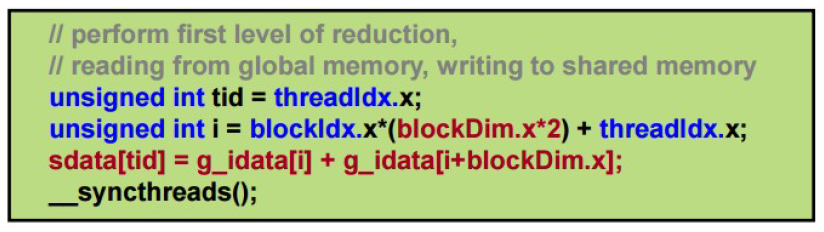 // perform first level of reduction,
// reading from global memory, writing to shared memory
unsigned int tid = threadIdx.x;
unsigned int i = blockIdx.x*(blockDim.x*2) + threadIdx.x;
sdata[tid] = g_idata[i] + g_idata[i+blockDim.x];
__syncthreads();